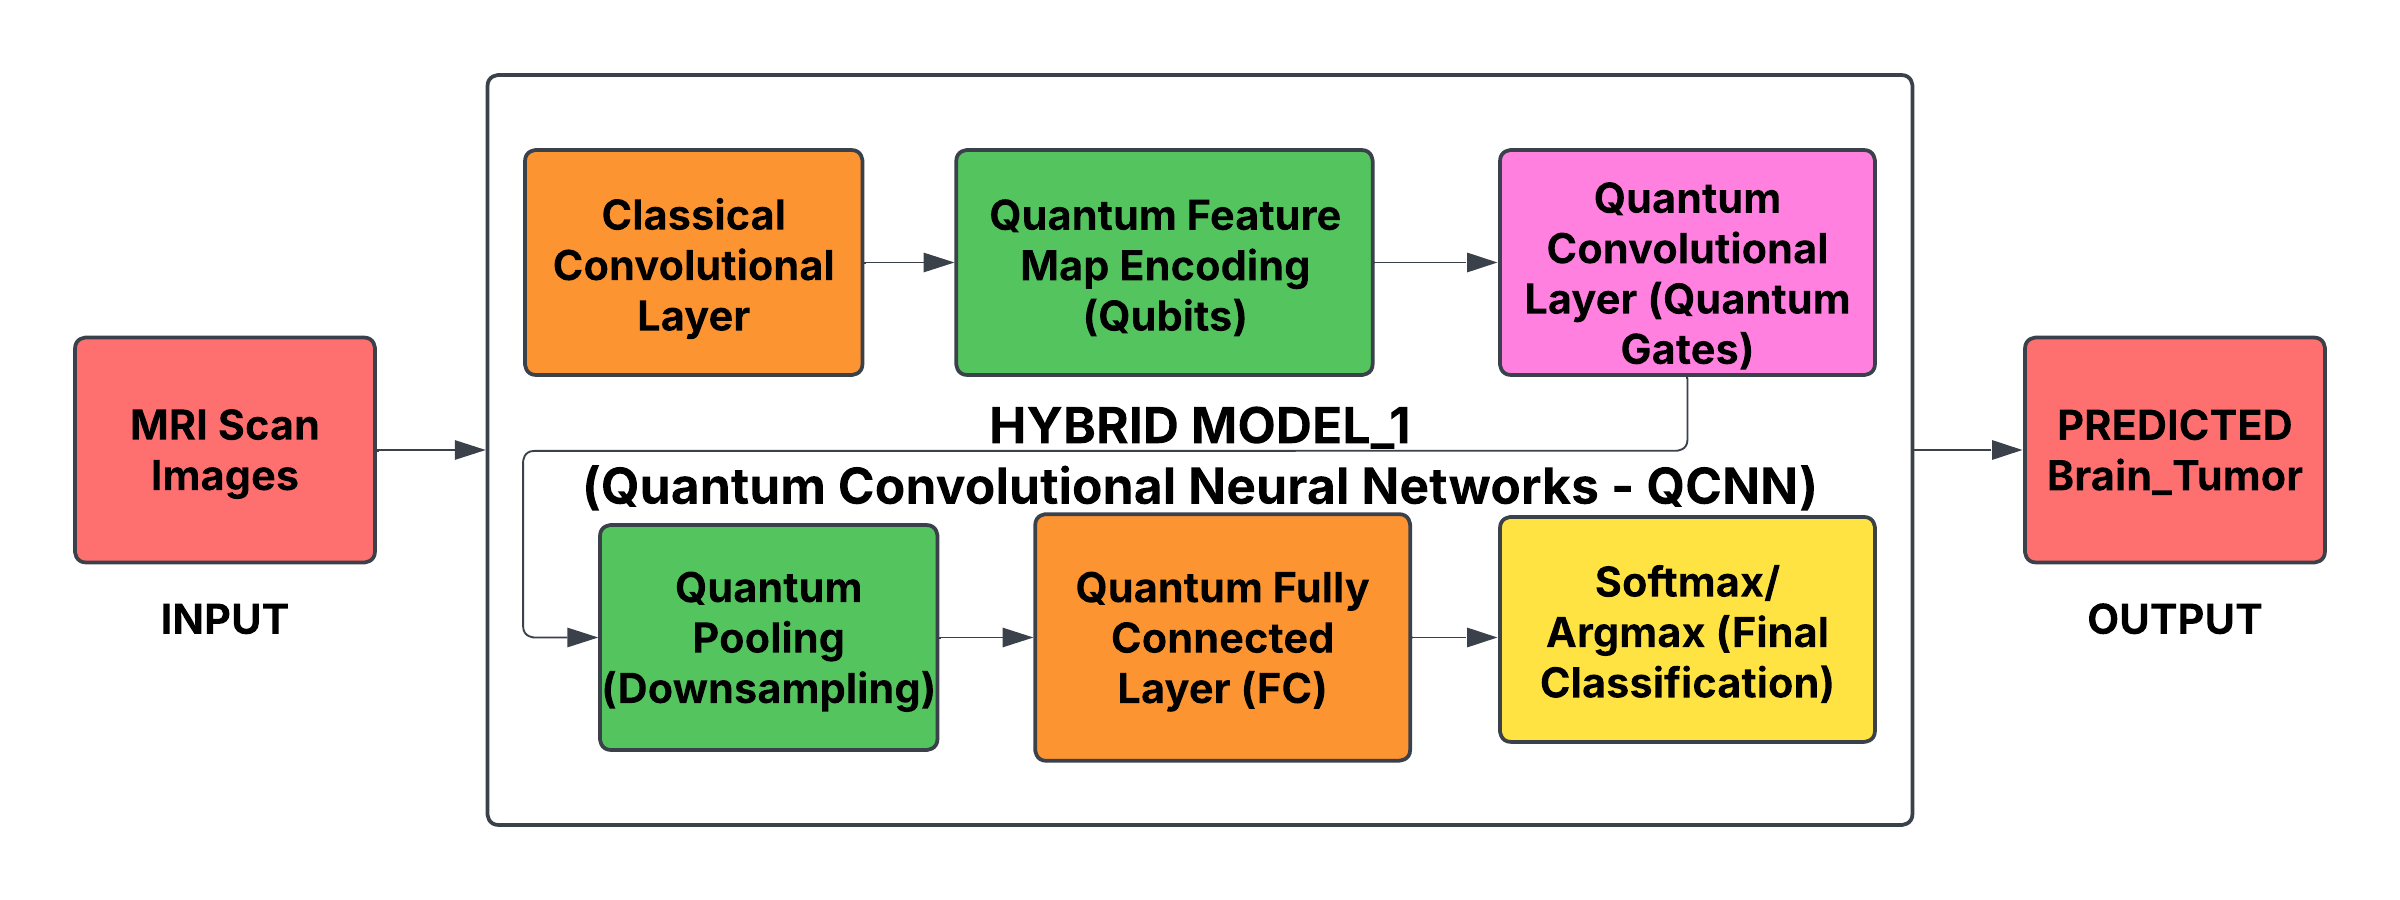 MRI Scan
Images
INPUT
Classical
Convolutional
Layer
Quantum Feature
Map Encoding
(Qubits)
Quantum
Convolutional
Layer (Quantum
Gates)
HYBRID MODEL_1
(Quantum Convolutional Neural Networks - QCNN)
Quantum
Pooling
(Downsampling)
Quantum Fully
Connected
Layer (FC)
Softmax/
Argmax (Final
Classification)
PREDICTED
Brain_Tumor
OUTPUT